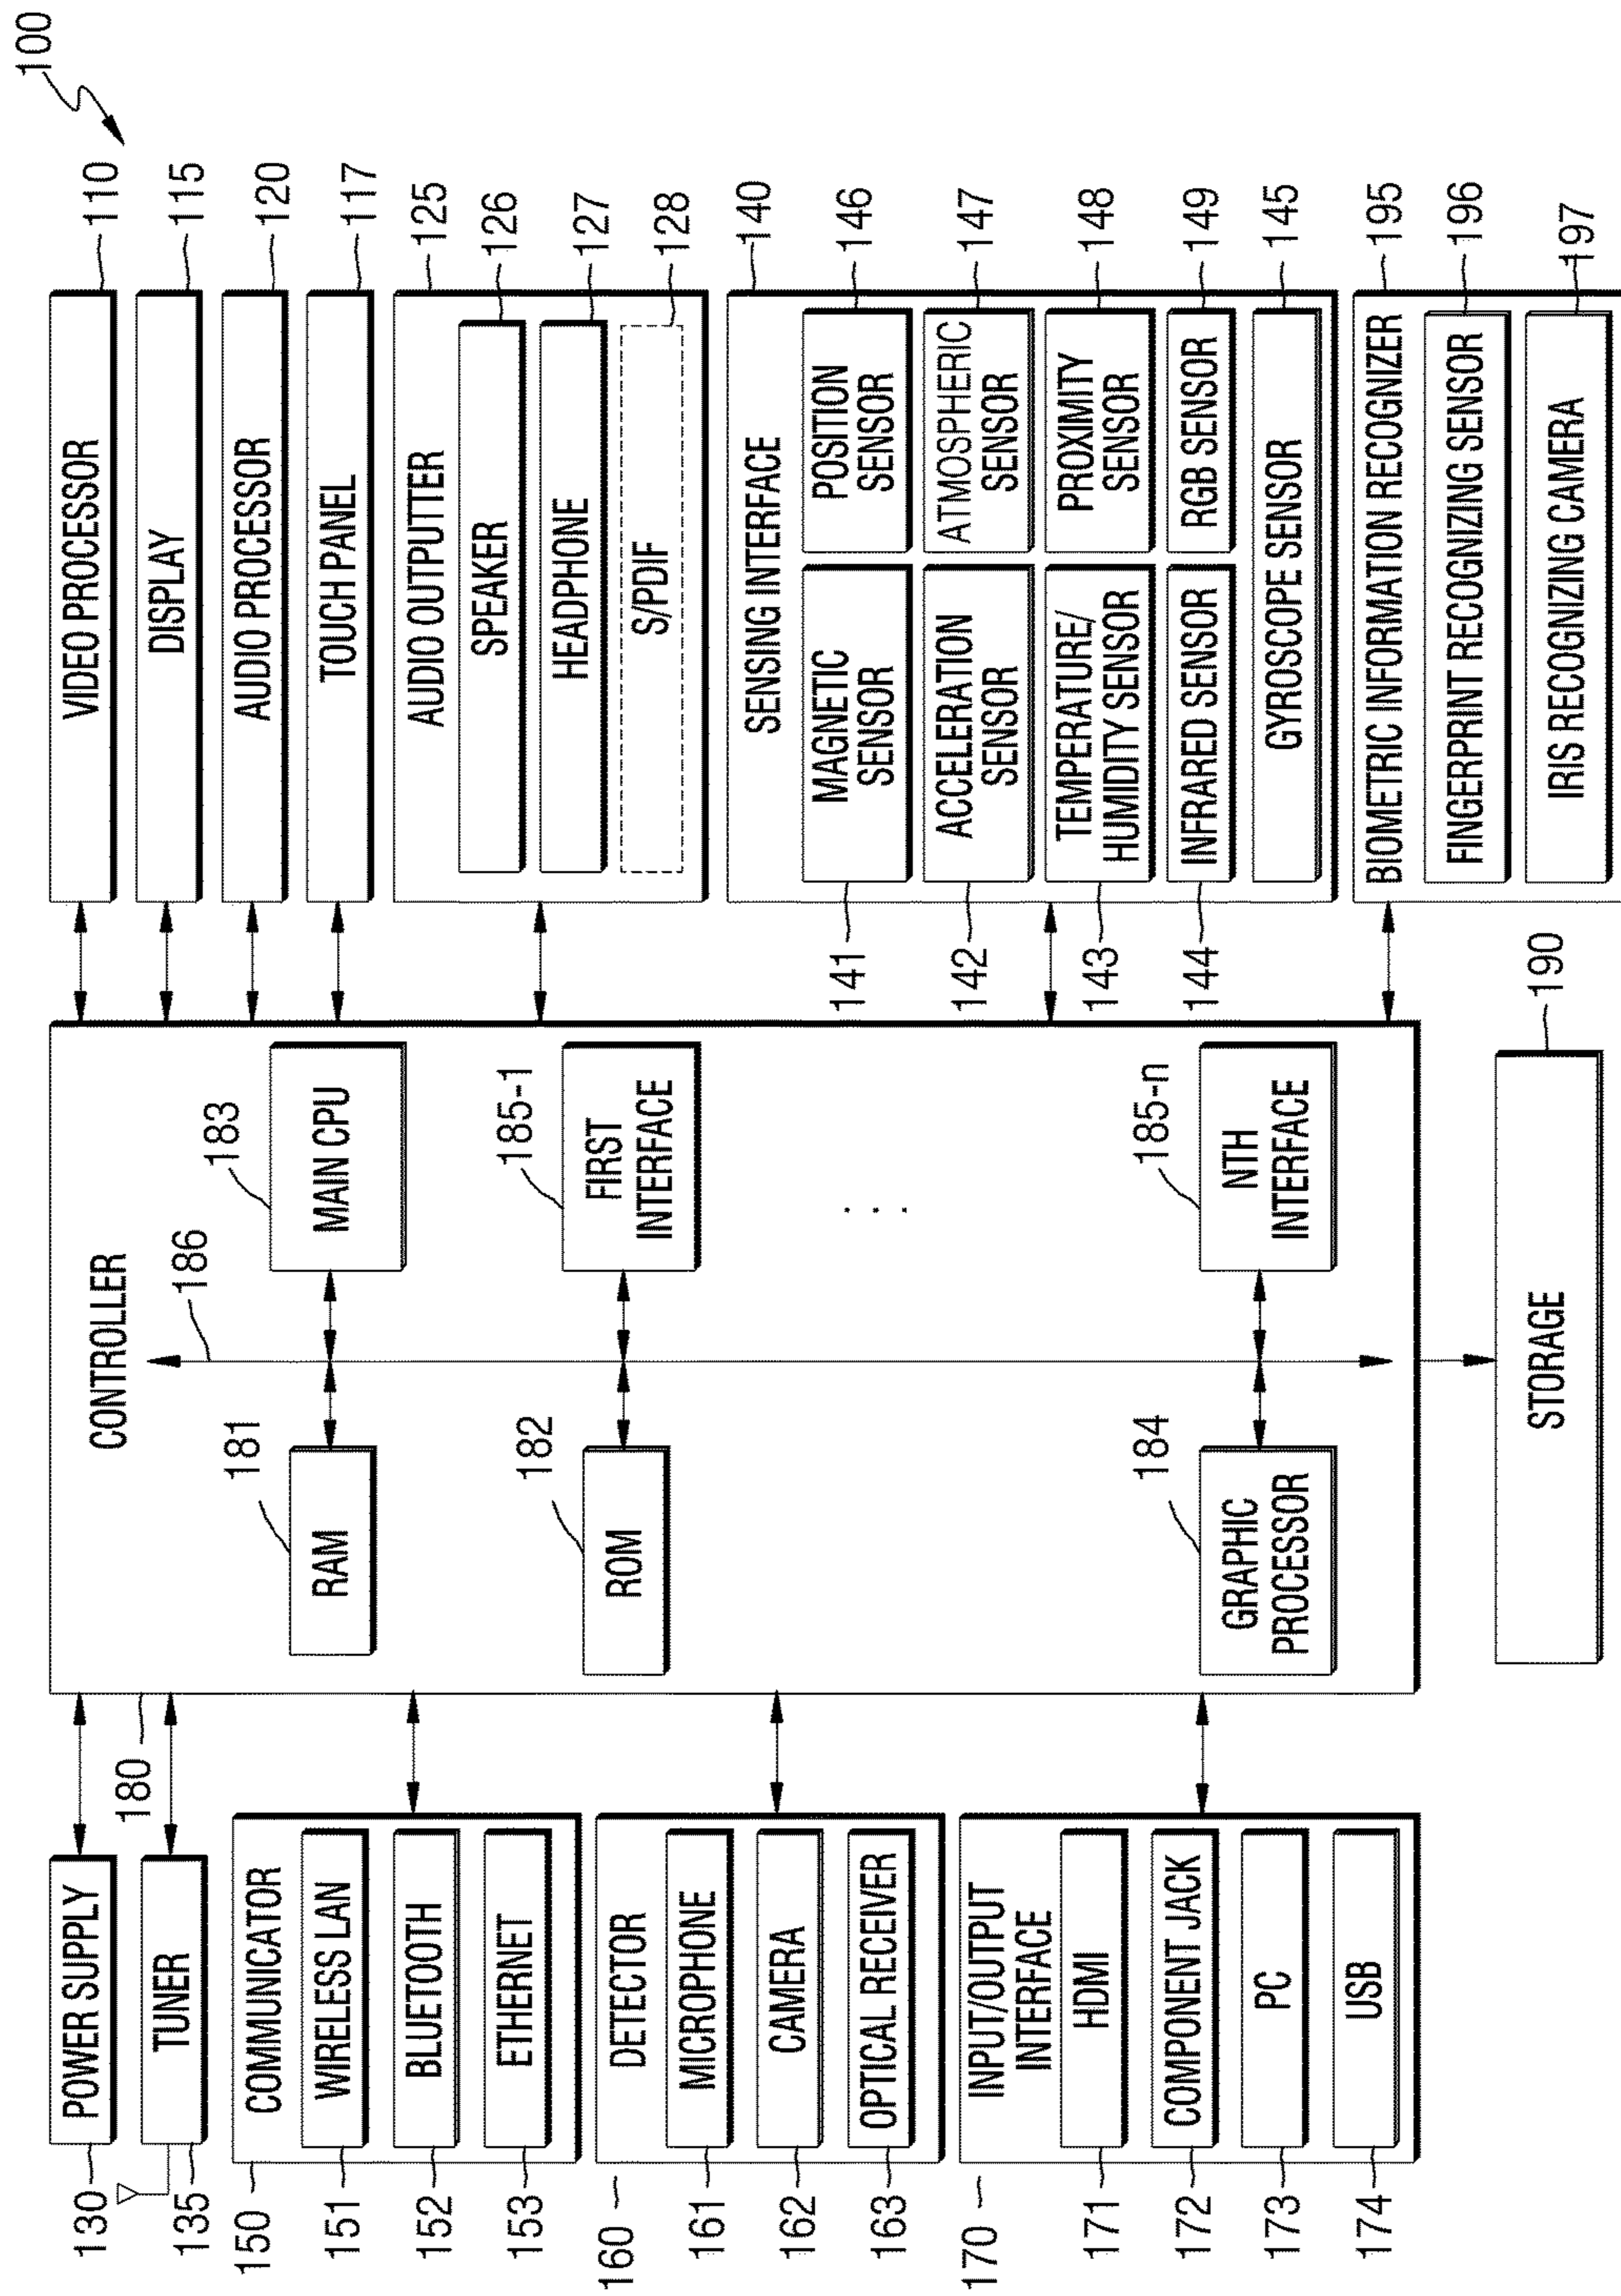 100
POWER SUPPLY
130
TUNER
135
COMMUNICATOR
150
WIRELESS LAN
151
BLUETOOTH
152
ETHERNET
153
DETECTOR
160
MICROPHONE
161
CAMERA
162
OPTICAL RECEIVER
163
INPUT/OUTPUT
INTERFACE
170
HDMI
171
COMPONENT JACK
172
PC
173
USB
174
180
CONTROLLER
186
RAM
181
MAIN CPU
183
ROM
182
FIRST
INTERFACE
185-1
. . .
GRAPHIC
PROCESSOR
184
NTH
INTERFACE
185-n
STORAGE
190
VIDEO PROCESSOR
110
DISPLAY
115
AUDIO PROCESSOR
120
TOUCH PANEL
117
AUDIO OUTPUTTER
125
SPEAKER
126
HEADPHONE
127
S/PDIF
128
SENSING INTERFACE
140
MAGNETIC
SENSOR
141
POSITION
SENSOR
146
ACCELERATION
SENSOR
142
ATMOSPHERIC
SENSOR
147
TEMPERATURE/
HUMIDITY SENSOR
143
PROXIMITY
SENSOR
148
INFRARED SENSOR
144
RGB SENSOR
149
GYROSCOPE SENSOR
145
BIOMETRIC INFORMATION RECOGNIZER
195
FINGERPRINT RECOGNIZING SENSOR
196
IRIS RECOGNIZING CAMERA
197